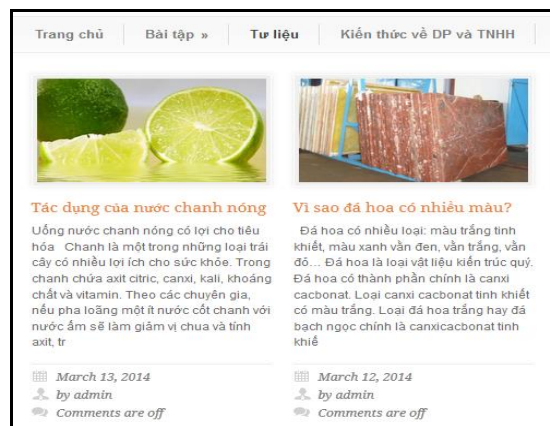 Trang chủ
Bài tập »
Tư liệu
Kiến thức về DP và TNHH
Tác dụng của nước chanh nóng
Uống nước chanh nóng có lợi cho tiêu
hóa Chanh là một trong những loại trái
cây có nhiều lợi ích cho sức khỏe. Trong
chanh chứa axit citric, canxi, kali, khoáng
chất và vitamin. Theo các chuyên gia,
nếu pha loãng một ít nước cốt chanh với
nước ấm sẽ làm giảm vị chua và tính
axit, tr
March 13, 2014
by admin
Comments are off
Vì sao đá hoa có nhiều màu?
Đá hoa có nhiều loại: màu trắng tinh
khiết, màu xanh vằn đen, vằn trắng, vằn
đỏ... Đá hoa là loại vật liệu kiến trúc quý.
Đá hoa có thành phần chính là canxi
cacbonat. Loại canxi cacbonat tinh khiết
có màu trắng. Loại đá hoa trắng hay đá
bạch ngọc chính là canxicacbonat tinh
khiế
March 12, 2014
by admin
Comments are off